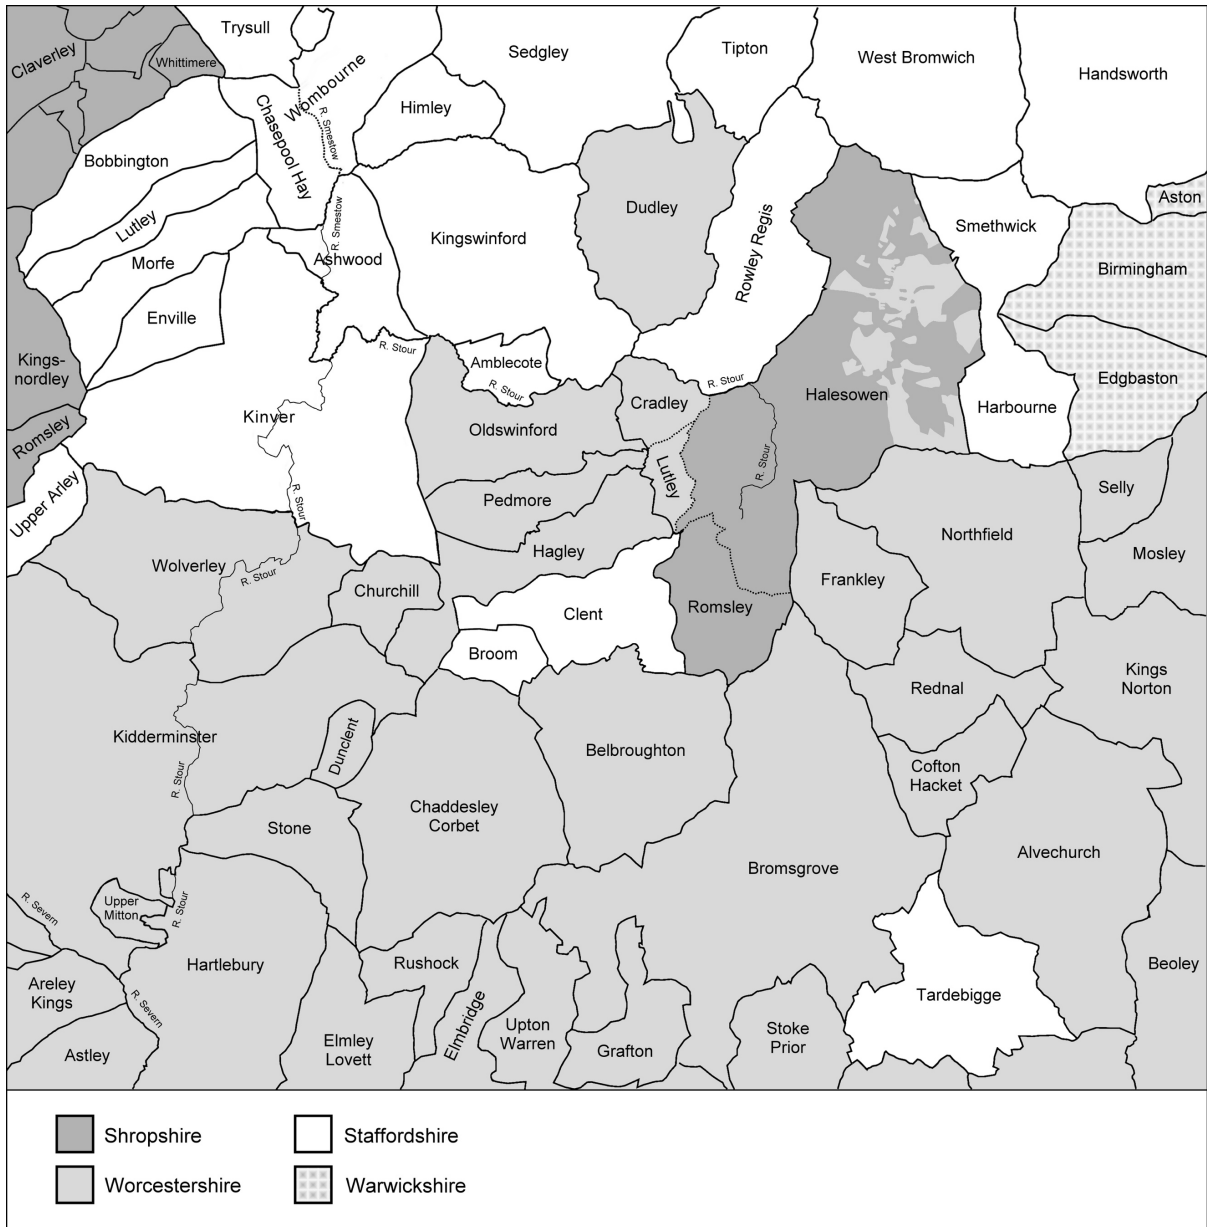 Trysull
Sedgley
Tipton
West Bromwich
Handsworth
Claverley
Whittimere
Wombourne
Chasepool Hay
R. Smestow
Himley
Bobbington
Lutley
Dudley
Rowley Regis
Aston
Smethwick
R. Smestow
Kingswinford
Ashwood
Morfe
Birmingham
Enville
Kings-
nordley
R. Stour
Amblecote
R. Stour
R. Stour
Edgbaston
Halesowen
Harbourne
Cradley
Kinver
Oldswinford
Romsley
Lutley
R. Stour
Upper Arley
R. Stour
Pedmore
Selly
Northfield
Hagley
Mosley
Wolverley
R. Stour
Churchill
Frankley
Clent
Romsley
Broom
Rednal
Kings
Norton
Kidderminster
Dunclent
Belbroughton
Cofton
Hacket
R. Stour
Chaddesley
Corbet
Stone
Alvechurch
Bromsgrove
Upper
Mitton
R. Stour
R. Severn
Hartlebury
Rushock
Beoley
Areley
Kings
R. Severn
Tardebigge
Elmbridge
Upton
Warren
Stoke
Prior
Elmley
Lovett
Grafton
Astley
Shropshire
Staffordshire
Worcestershire
Warwickshire